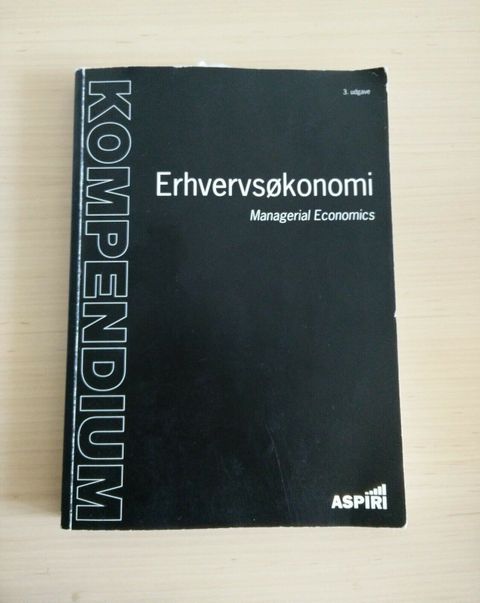 3. udgave
KOMPENDIUM
Erhvervsøkonomi
Managerial Economics
ASPIRI